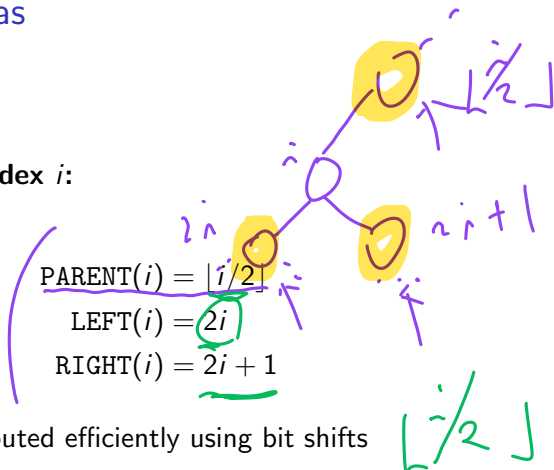 as
⌊i/2⌋
i
dex i:
2i
2i+1
PARENT(i) = ⌊i/2⌋
LEFT(i) = 2i
RIGHT(i) = 2i + 1
uted efficiently using bit shifts
⌊i/2⌋